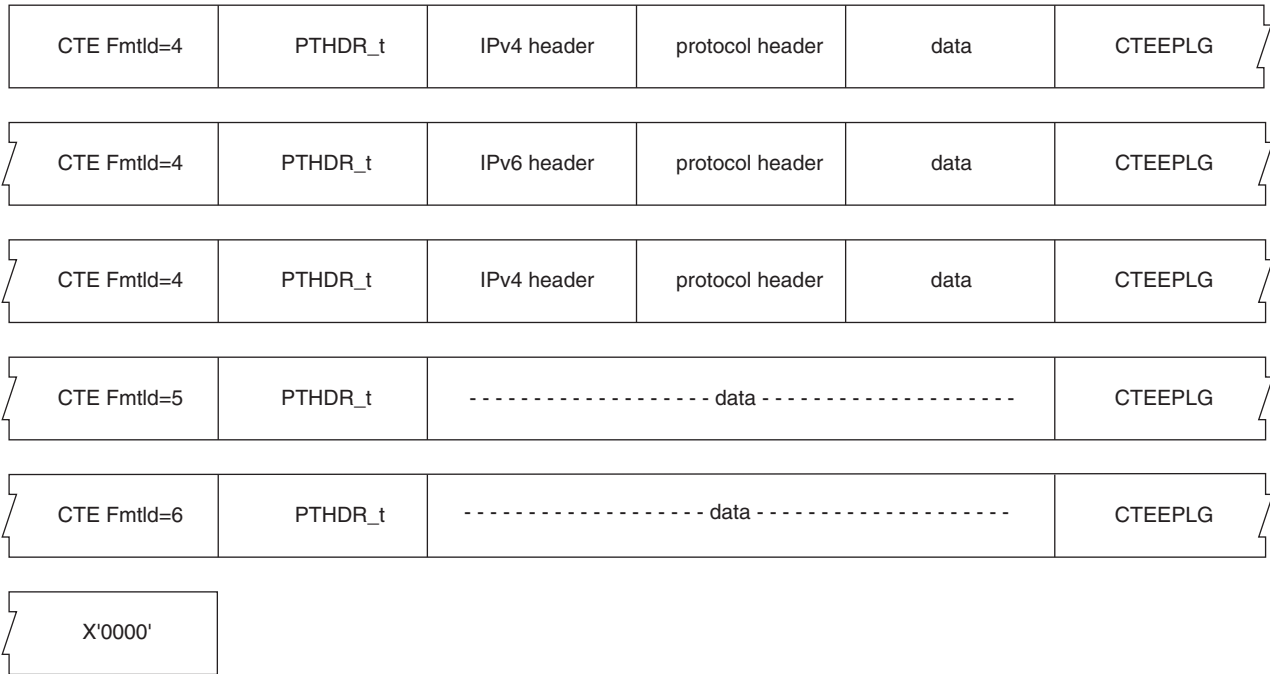 CTE FmtId=4 PTHDR_t IPv4 header protocol header data CTEEPLG
CTE FmtId=4 PTHDR_t IPv6 header protocol header data CTEEPLG
CTE FmtId=4 PTHDR_t IPv4 header protocol header data CTEEPLG
CTE FmtId=5 PTHDR_t - - - - - - - - - - - - - - - - - - - data - - - - - - - - - - - - - - - - - - - - CTEEPLG
CTE FmtId=6 PTHDR_t - - - - - - - - - - - - - - - - - - - data - - - - - - - - - - - - - - - - - - - - CTEEPLG
X'0000'